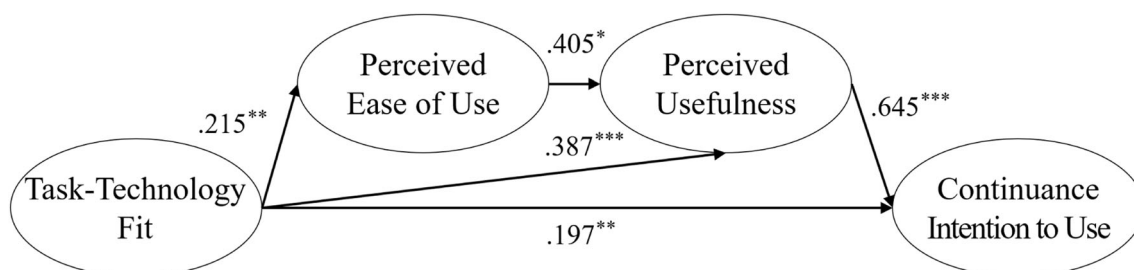 Perceived
Ease of Use
.405*
Perceived
Usefulness
.215**
.387***
.645***
Task-Technology
Fit
.197**
Continuance
Intention to Use